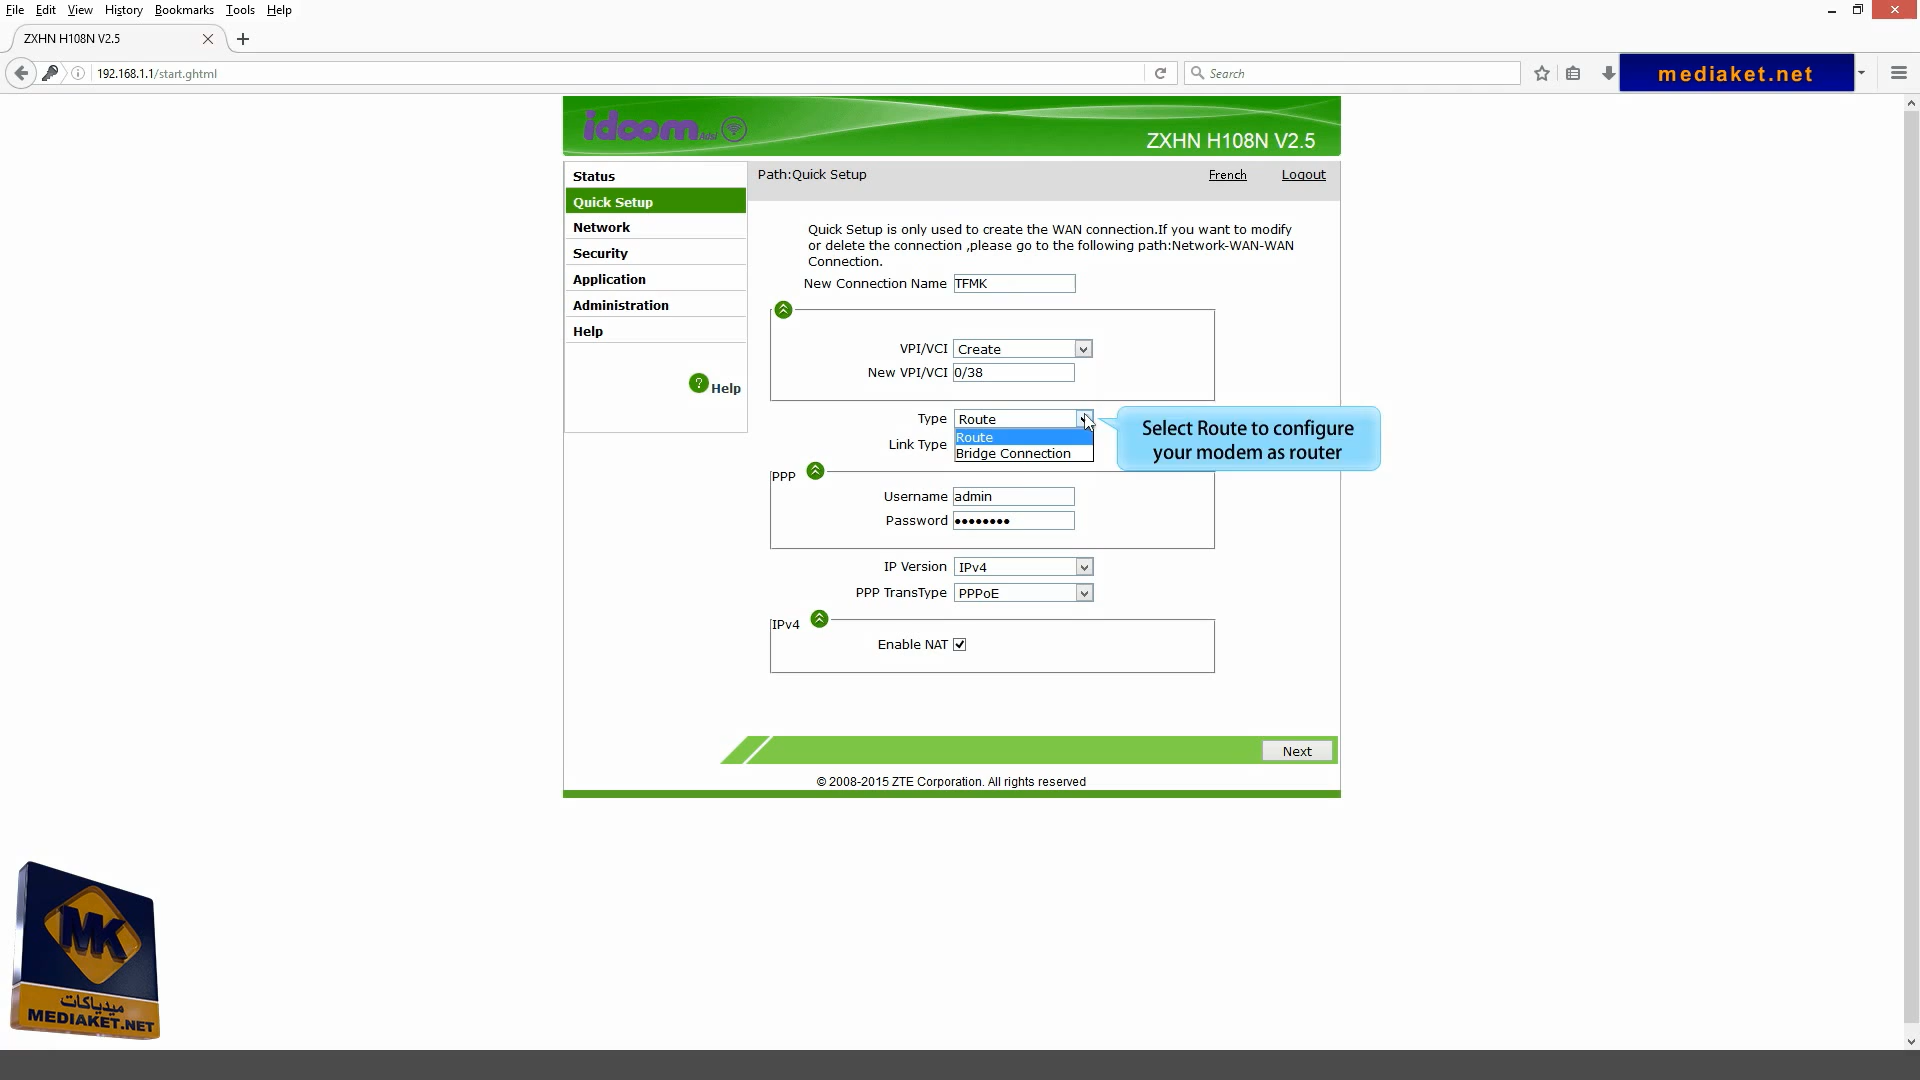 File Edit View History Bookmarks Tools Help
ZXHN H108N V2.5
192.168.1.1/start.ghtml
Search
mediaket.net
idoom Adsl
ZXHN H108N V2.5
Status
Quick Setup
Network
Security
Application
Administration
Help
? Help
Path:Quick Setup
French
Logout
Quick Setup is only used to create the WAN connection.If you want to modify
or delete the connection ,please go to the following path:Network-WAN-WAN
Connection.
New Connection Name TFMK
VPI/VCI Create
New VPI/VCI 0/38
Type Route
Route
Link Type
Bridge Connection
Select Route to configure
your modem as router
PPP
Username admin
Password ••••••••
IP Version IPv4
PPP TransType PPPoE
IPv4
Enable NAT
Next
© 2008-2015 ZTE Corporation. All rights reserved
MK
ميدياكات
MEDIAKET.NET